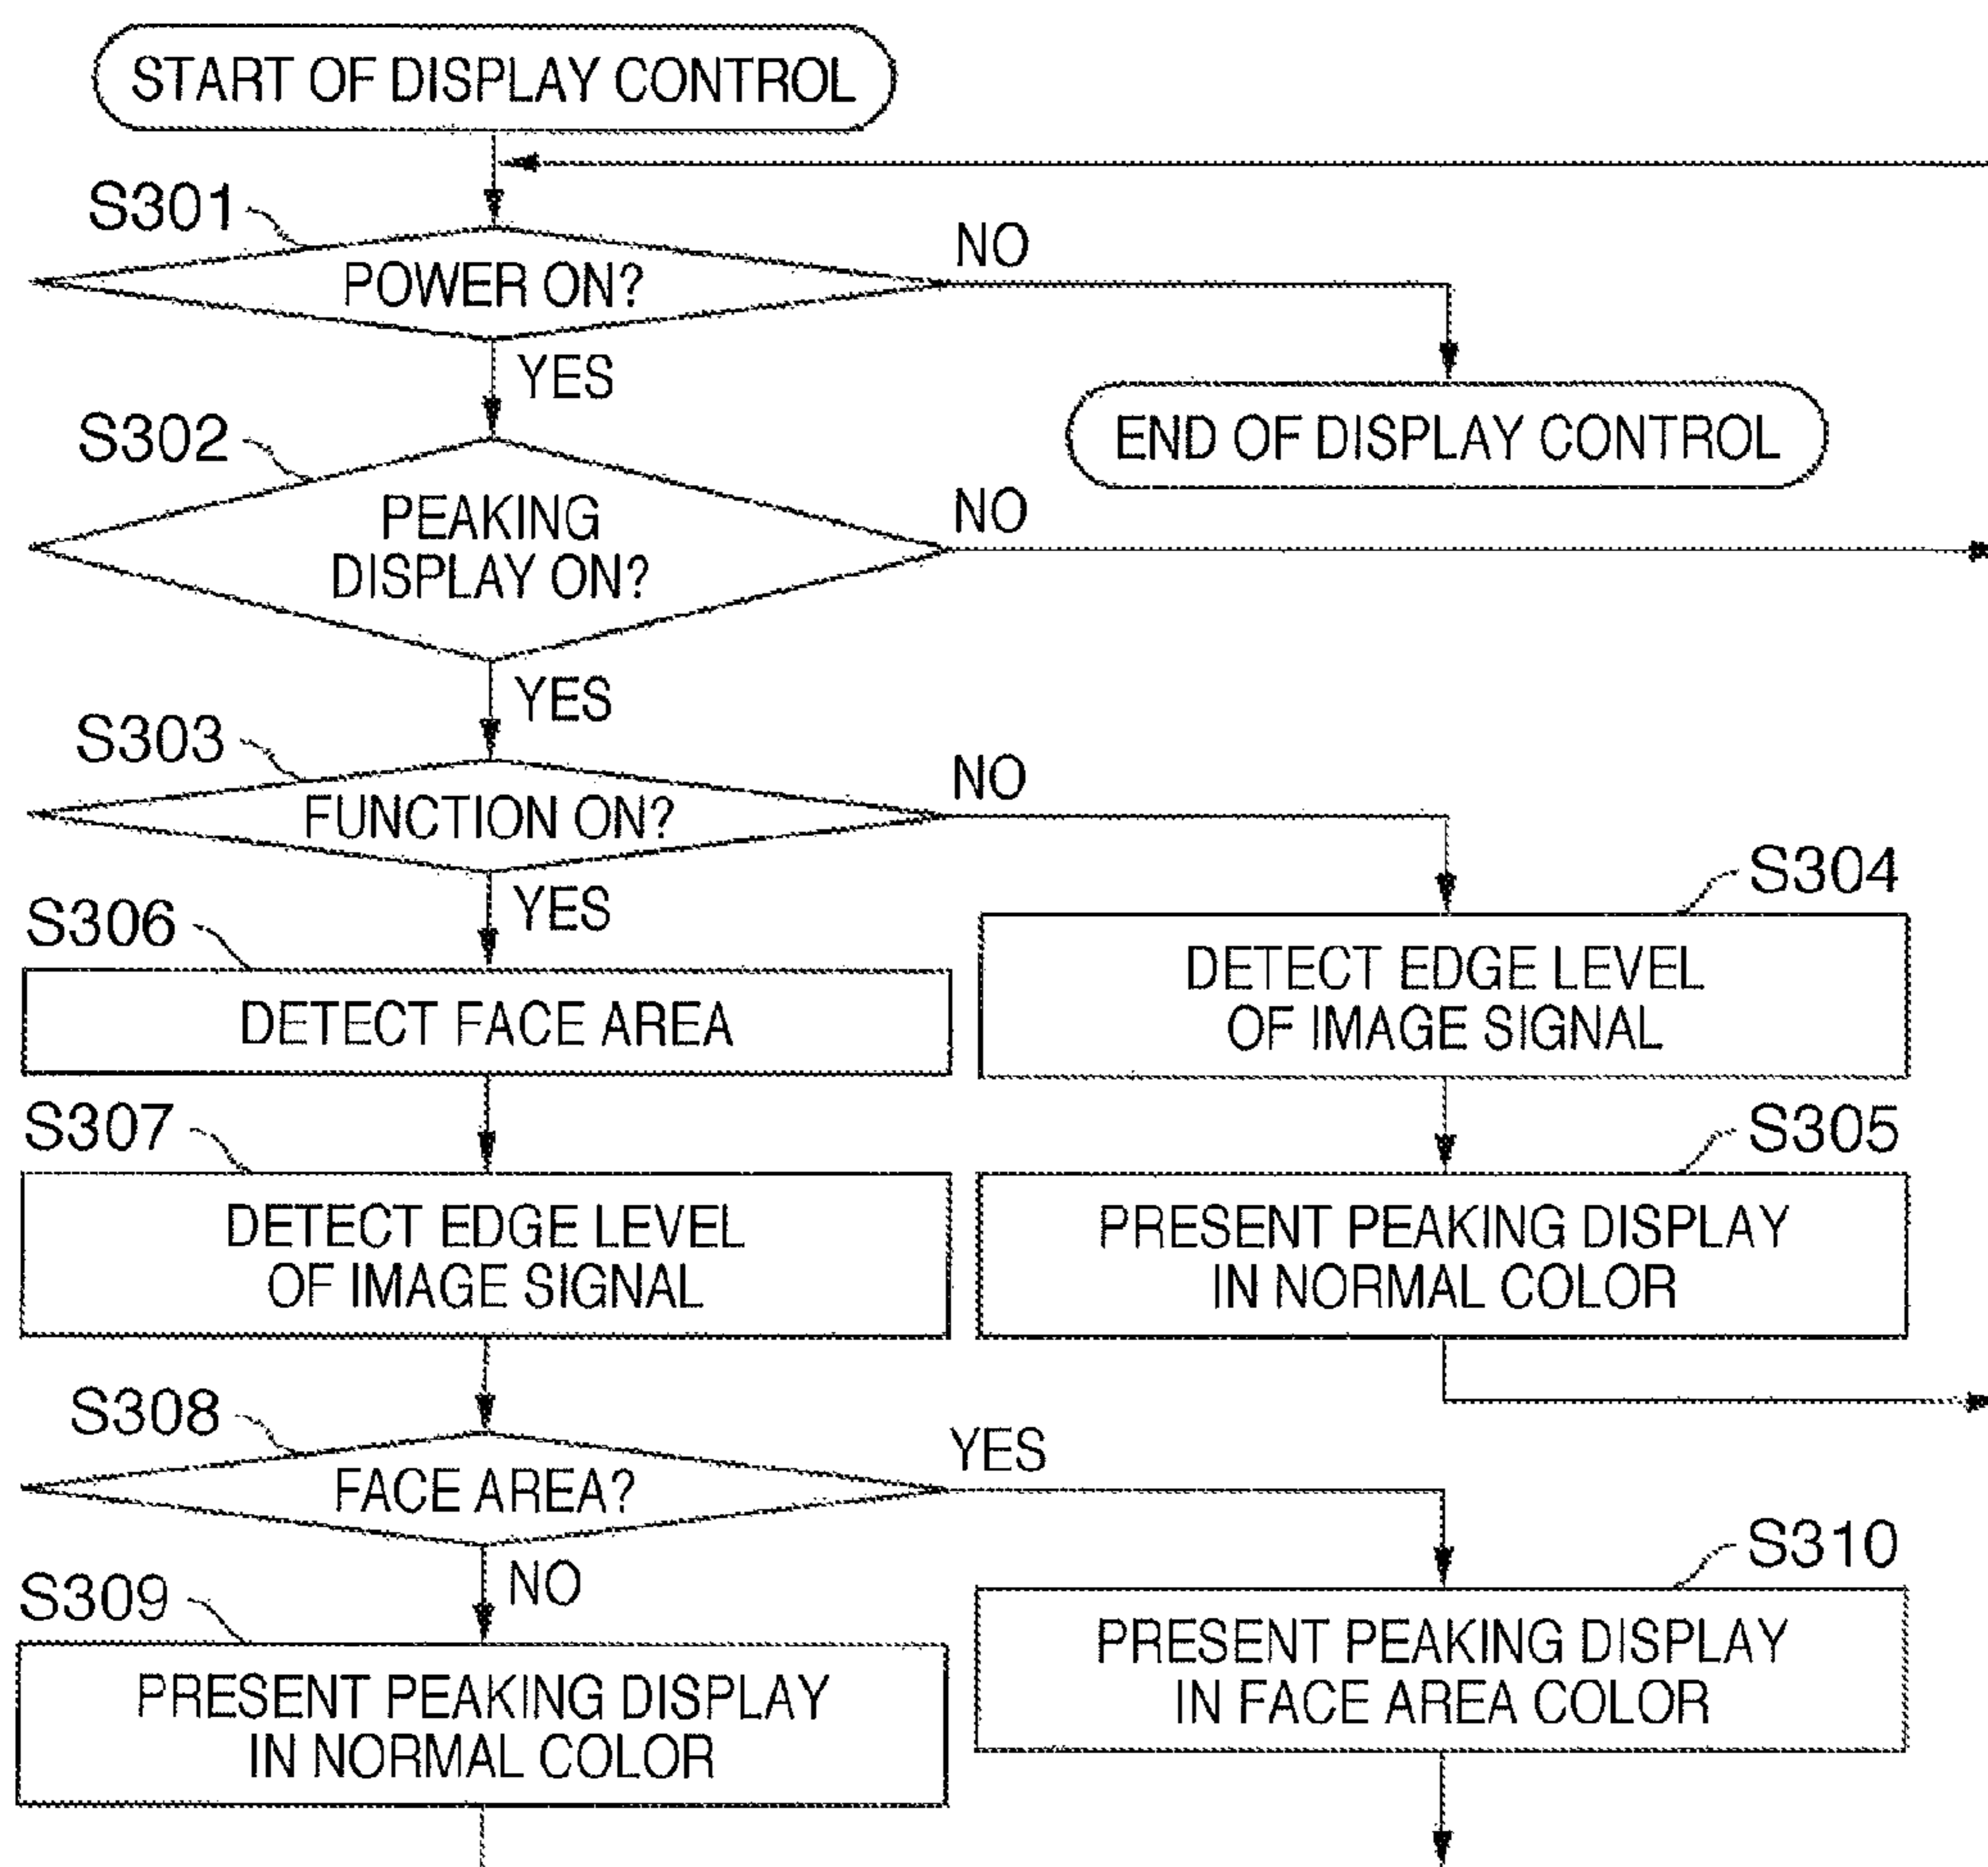 START OF DISPLAY CONTROL
S301
POWER ON?
NO
YES
END OF DISPLAY CONTROL
S302
PEAKING
DISPLAY ON?
NO
YES
S303
FUNCTION ON?
NO
YES
S304
DETECT EDGE LEVEL
OF IMAGE SIGNAL
S306
DETECT FACE AREA
S305
PRESENT PEAKING DISPLAY
IN NORMAL COLOR
S307
DETECT EDGE LEVEL
OF IMAGE SIGNAL
S308
FACE AREA?
YES
NO
S310
PRESENT PEAKING DISPLAY
IN FACE AREA COLOR
S309
PRESENT PEAKING DISPLAY
IN NORMAL COLOR